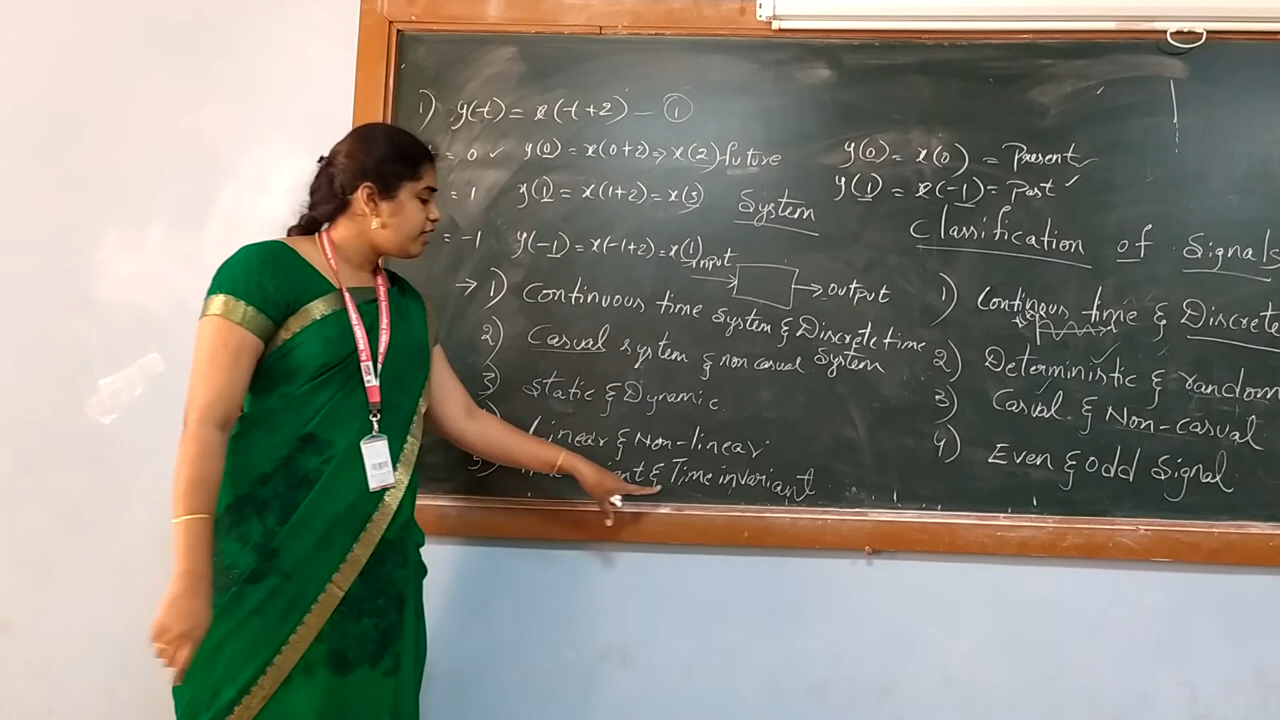 1) y(-t) = x(-t+2) - ①
= 0 ✓ y(0) = x(0+2) => x(2) future
= 1 y(1) = x(1+2) = x(3)
= -1 y(-1) = x(-1+2) = x(1)
y(0) = x(0) = Present ✓
y(1) = x(-1) = Past ✓
System
Input
output
→ 1) Continuous time System & Discrete time
2) Casual system & non casual System
3) Static & Dynamic.
Linear & Non-linear
5) & Time invariant
Classification of Signals
1) Continous time & Discrete
2) Deterministic & random
3) Casual & Non-casual
4) Even & odd Signal